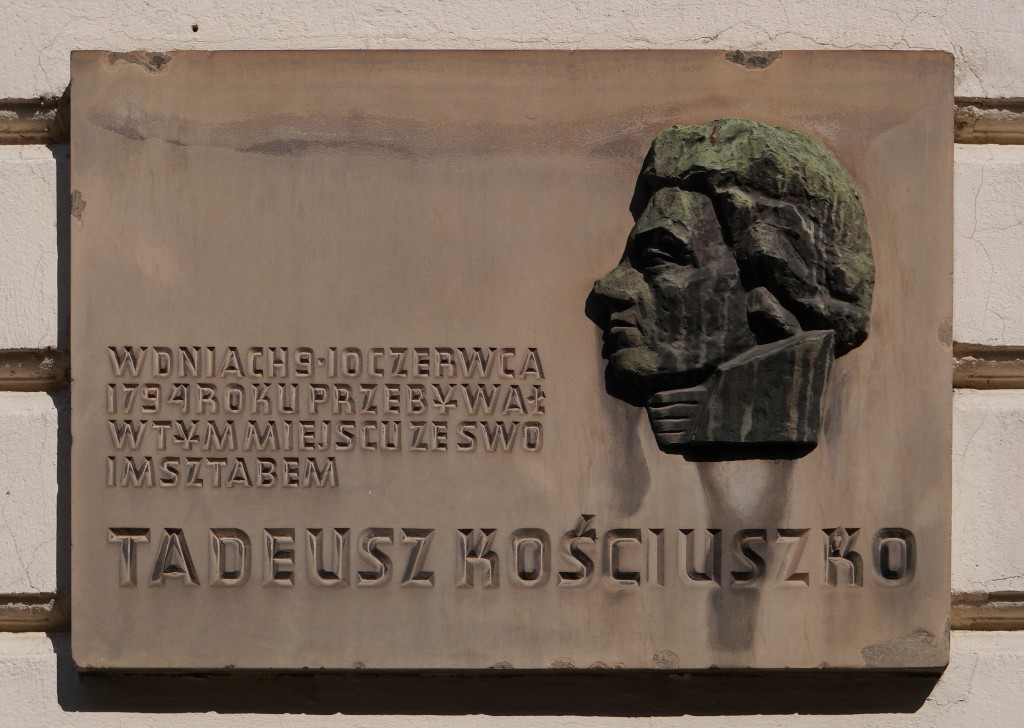 W DNIACH 9-10 CZERWCA
1794 ROKU PRZEBYWAŁ
W TYM MIEJSCU ZE SWO
IM SZTABEM
TADEUSZ KOŚCIUSZKO